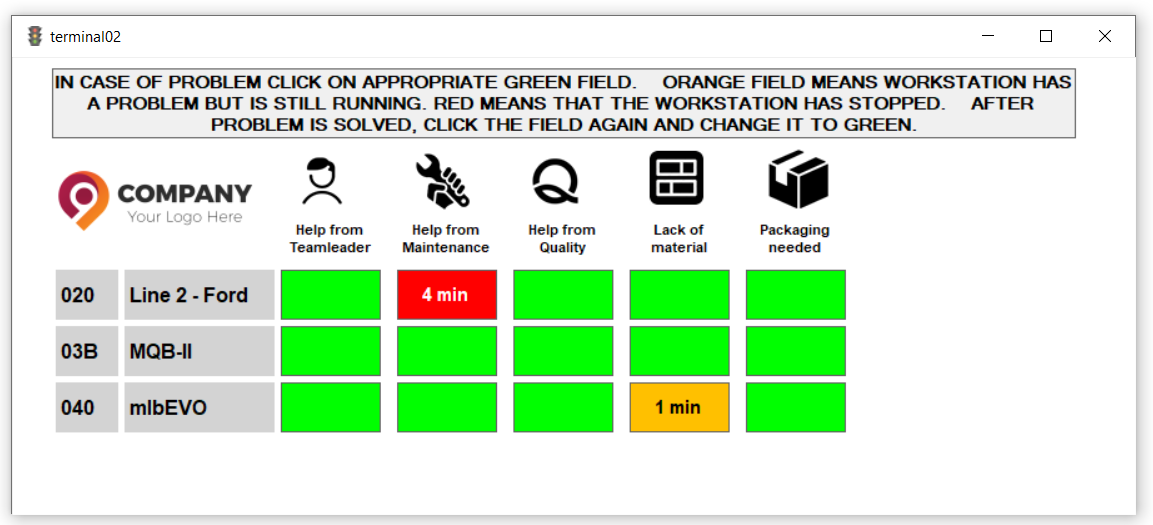 terminal02
IN CASE OF PROBLEM CLICK ON APPROPRIATE GREEN FIELD. ORANGE FIELD MEANS WORKSTATION HAS
A PROBLEM BUT IS STILL RUNNING. RED MEANS THAT THE WORKSTATION HAS STOPPED. AFTER
PROBLEM IS SOLVED, CLICK THE FIELD AGAIN AND CHANGE IT TO GREEN.
COMPANY
Your Logo Here
Help from
Teamleader
Help from
Maintenance
Help from
Quality
Lack of
material
Packaging
needed
020 Line 2 - Ford 4 min
03B MQB-II
040 mlbEVO 1 min